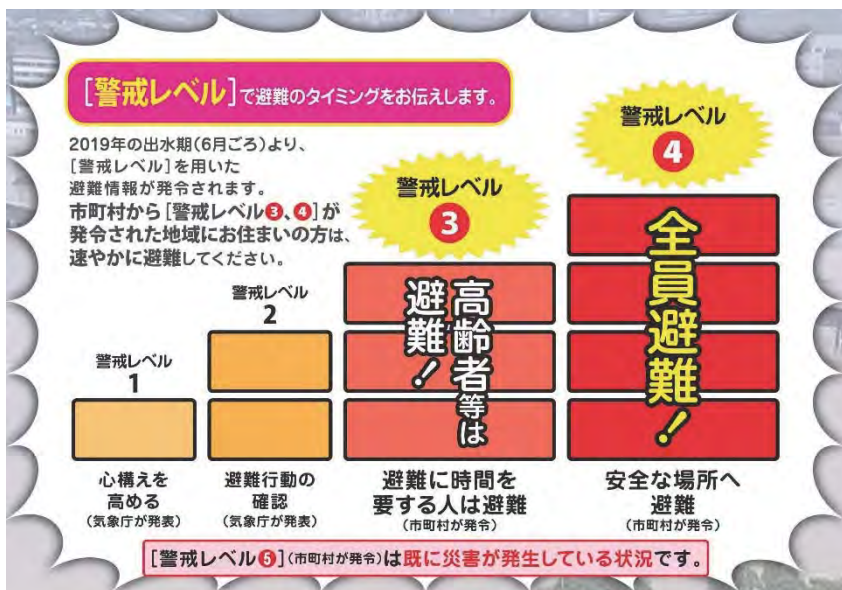 [警戒レベル]で避難のタイミングをお伝えします。
2019年の出水期(6月ごろ)より、
[警戒レベル]を用いた
避難情報が発令されます。
市町村から[警戒レベル❸、❹]が
発令された地域にお住まいの方は、
速やかに避難してください。
警戒レベル
1
心構えを
高める
(気象庁が発表)
警戒レベル
2
避難行動の
確認
(気象庁が発表)
警戒レベル
3
高齢者等は
避難!
避難に時間を
要する人は避難
(市町村が発令)
警戒レベル
4
全員避難!
安全な場所へ
避難
(市町村が発令)
[警戒レベル❺](市町村が発令)は既に災害が発生している状況です。